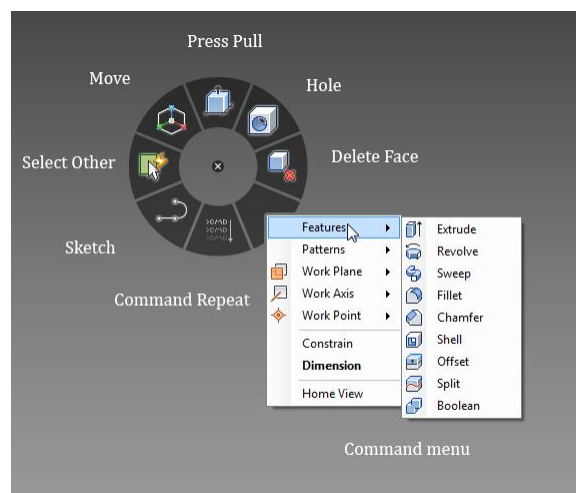 Press Pull
Move
Hole
Select Other
Delete Face
Sketch
Command Repeat
Features
Patterns
Work Plane
Work Axis
Work Point
Constrain
Dimension
Home View
Extrude
Revolve
Sweep
Fillet
Chamfer
Shell
Offset
Split
Boolean
Command menu